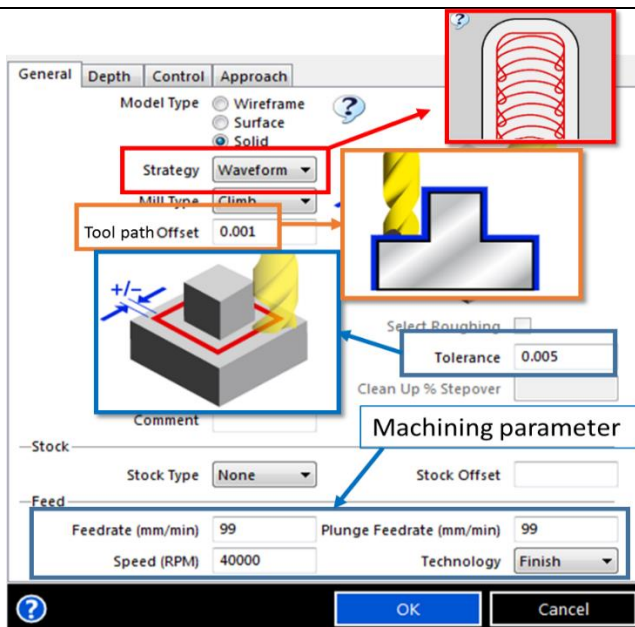 ?
General Depth Control Approach
Model Type Wireframe ?
Surface
Solid
Strategy Waveform
Mill Type Climb
Tool path Offset 0.001
+/-
Select Roughing
Tolerance 0.005
Clean Up % Stepover
Comment
Machining parameter
Stock
Stock Type None Stock Offset
Feed
Feedrate (mm/min) 99 Plunge Feedrate (mm/min) 99
Speed (RPM) 40000 Technology Finish
? OK Cancel